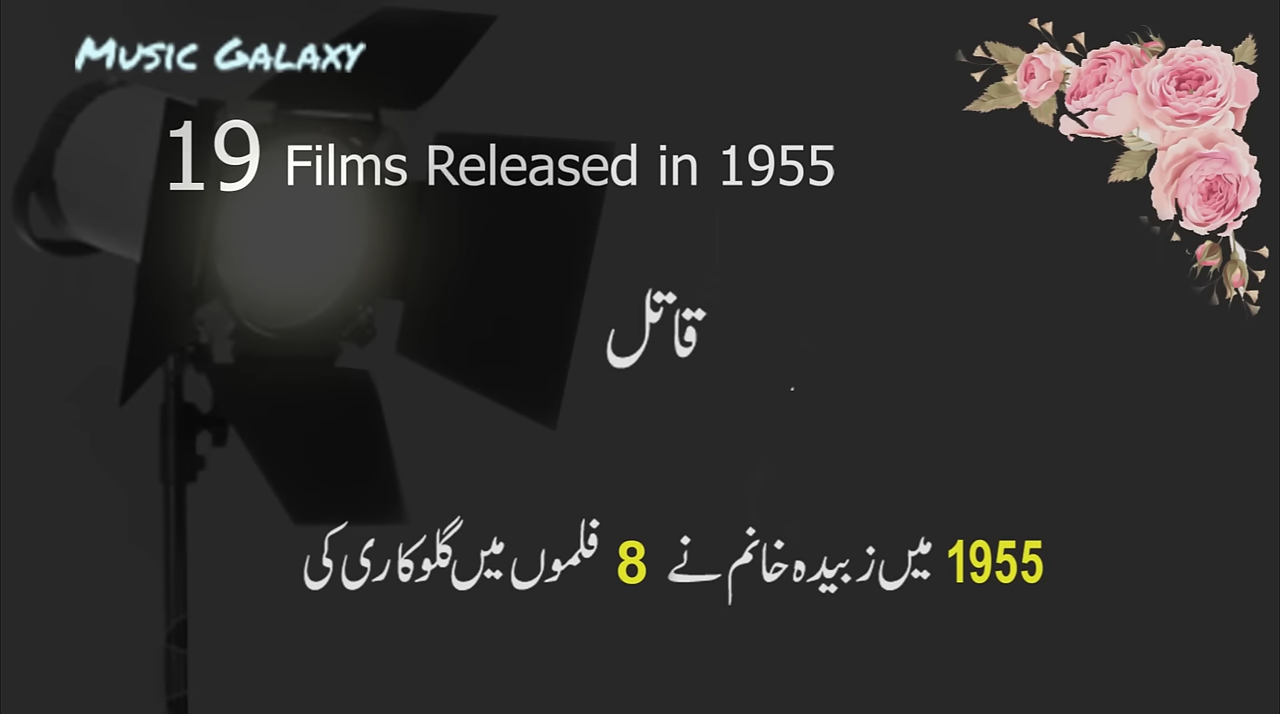 Music Galaxy
19 Films Released in 1955
قاتل
1955 میں زبیدہ خانم نے 8 فلموں میں گلوکاری کی